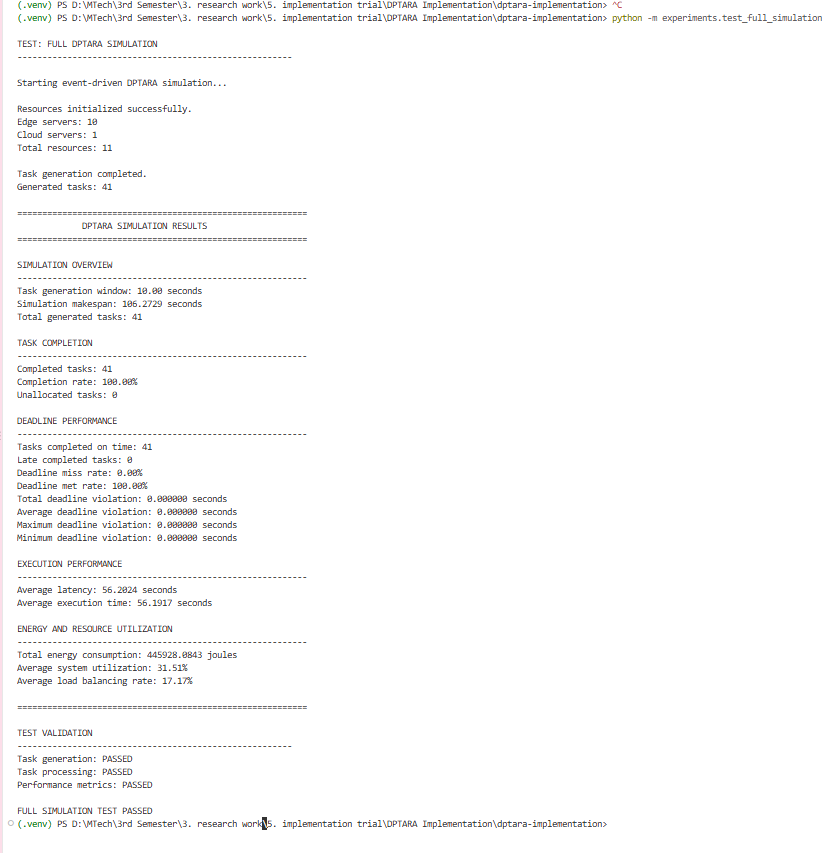 (.venv) PS D:\MTech\3rd Semester\3. research work\5. implementation trial\DPTARA Implementation\dptara-implementation> ^C
(.venv) PS D:\MTech\3rd Semester\3. research work\5. implementation trial\DPTARA Implementation\dptara-implementation> python -m experiments.test_full_simulation
TEST: FULL DPTARA SIMULATION
-------------------------------------------------------
Starting event-driven DPTARA simulation...
Resources initialized successfully.
Edge servers: 10
Cloud servers: 1
Total resources: 11
Task generation completed.
Generated tasks: 41
==========================================================
DPTARA SIMULATION RESULTS
==========================================================
SIMULATION OVERVIEW
----------------------------------------------------------
Task generation window: 10.00 seconds
Simulation makespan: 106.2729 seconds
Total generated tasks: 41
TASK COMPLETION
----------------------------------------------------------
Completed tasks: 41
Completion rate: 100.00%
Unallocated tasks: 0
DEADLINE PERFORMANCE
----------------------------------------------------------
Tasks completed on time: 41
Late completed tasks: 0
Deadline miss rate: 0.00%
Deadline met rate: 100.00%
Total deadline violation: 0.000000 seconds
Average deadline violation: 0.000000 seconds
Maximum deadline violation: 0.000000 seconds
Minimum deadline violation: 0.000000 seconds
EXECUTION PERFORMANCE
----------------------------------------------------------
Average latency: 56.2024 seconds
Average execution time: 56.1917 seconds
ENERGY AND RESOURCE UTILIZATION
----------------------------------------------------------
Total energy consumption: 445928.0843 joules
Average system utilization: 31.51%
Average load balancing rate: 17.17%
==========================================================
TEST VALIDATION
-------------------------------------------------------
Task generation: PASSED
Task processing: PASSED
Performance metrics: PASSED
FULL SIMULATION TEST PASSED
(.venv) PS D:\MTech\3rd Semester\3. research work\5. implementation trial\DPTARA Implementation\dptara-implementation>